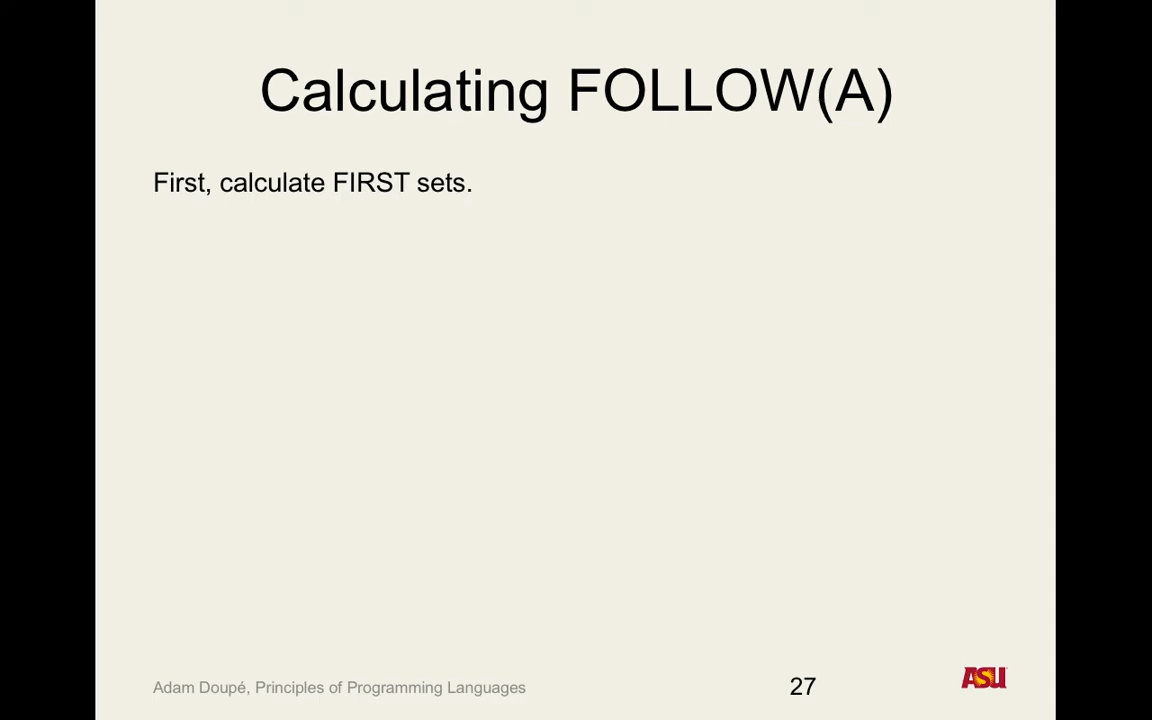 Calculating FOLLOW(A)
First, calculate FIRST sets.
Adam Doupé, Principles of Programming Languages
27
ASU